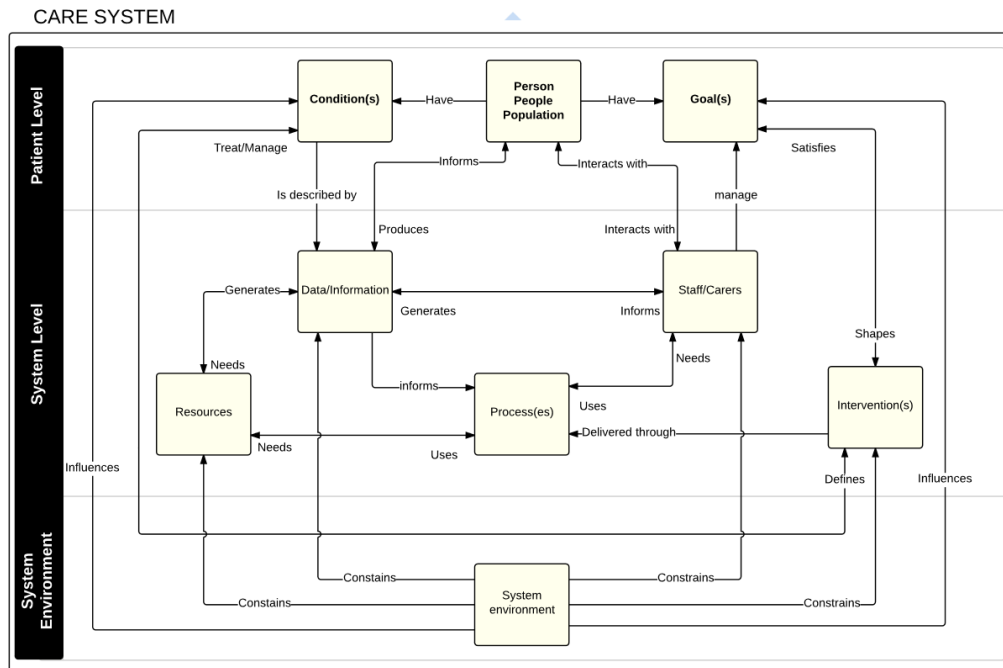 CARE SYSTEM
Patient Level
Condition(s)
Have
Person
People
Population
Have
Goal(s)
Treat/Manage
Informs
Interacts with
Satisfies
Is described by
manage
Produces
Interacts with
System Level
Generates
Data/Information
Generates
Informs
Staff/Carers
Shapes
Needs
informs
Needs
Resources
Process(es)
Uses
Intervention(s)
Needs
Uses
Delivered through
Influences
Defines
Influences
System
Environment
Constains
System
environment
Constrains
Constains
Constrains